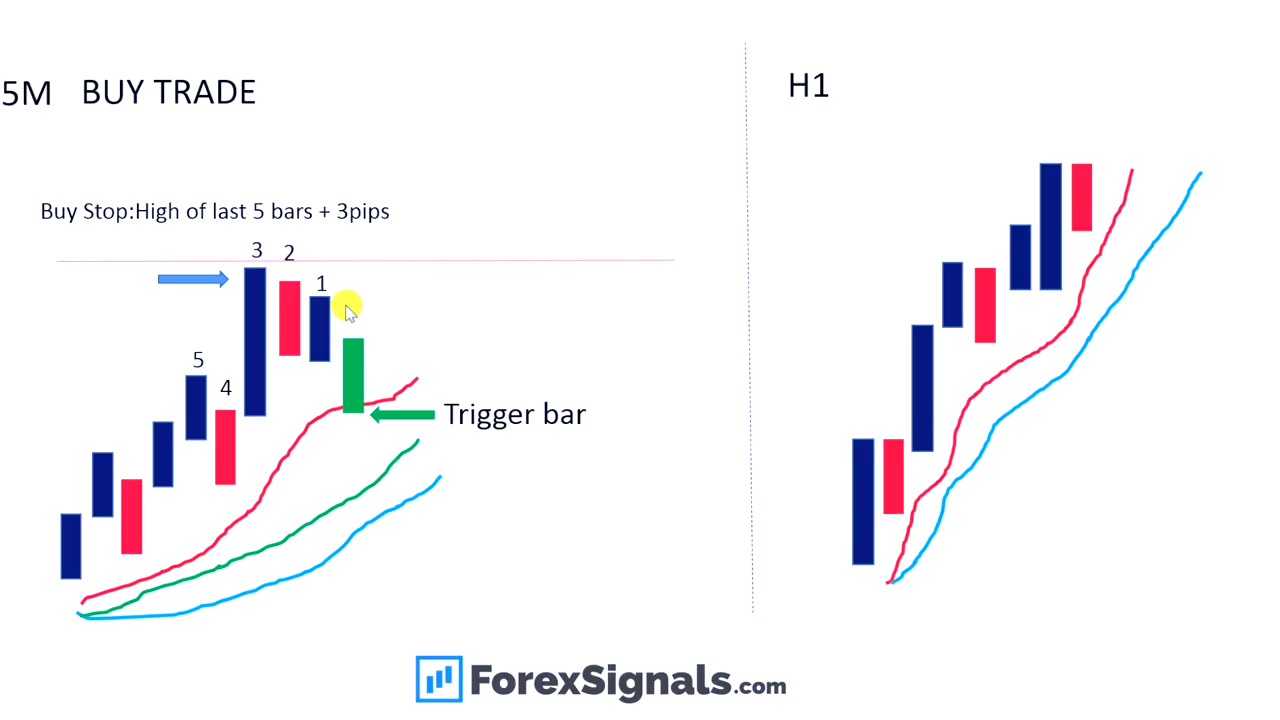 5M BUY TRADE
H1
Buy Stop:High of last 5 bars + 3pips
3
2
1
5
4
Trigger bar
ForexSignals.com